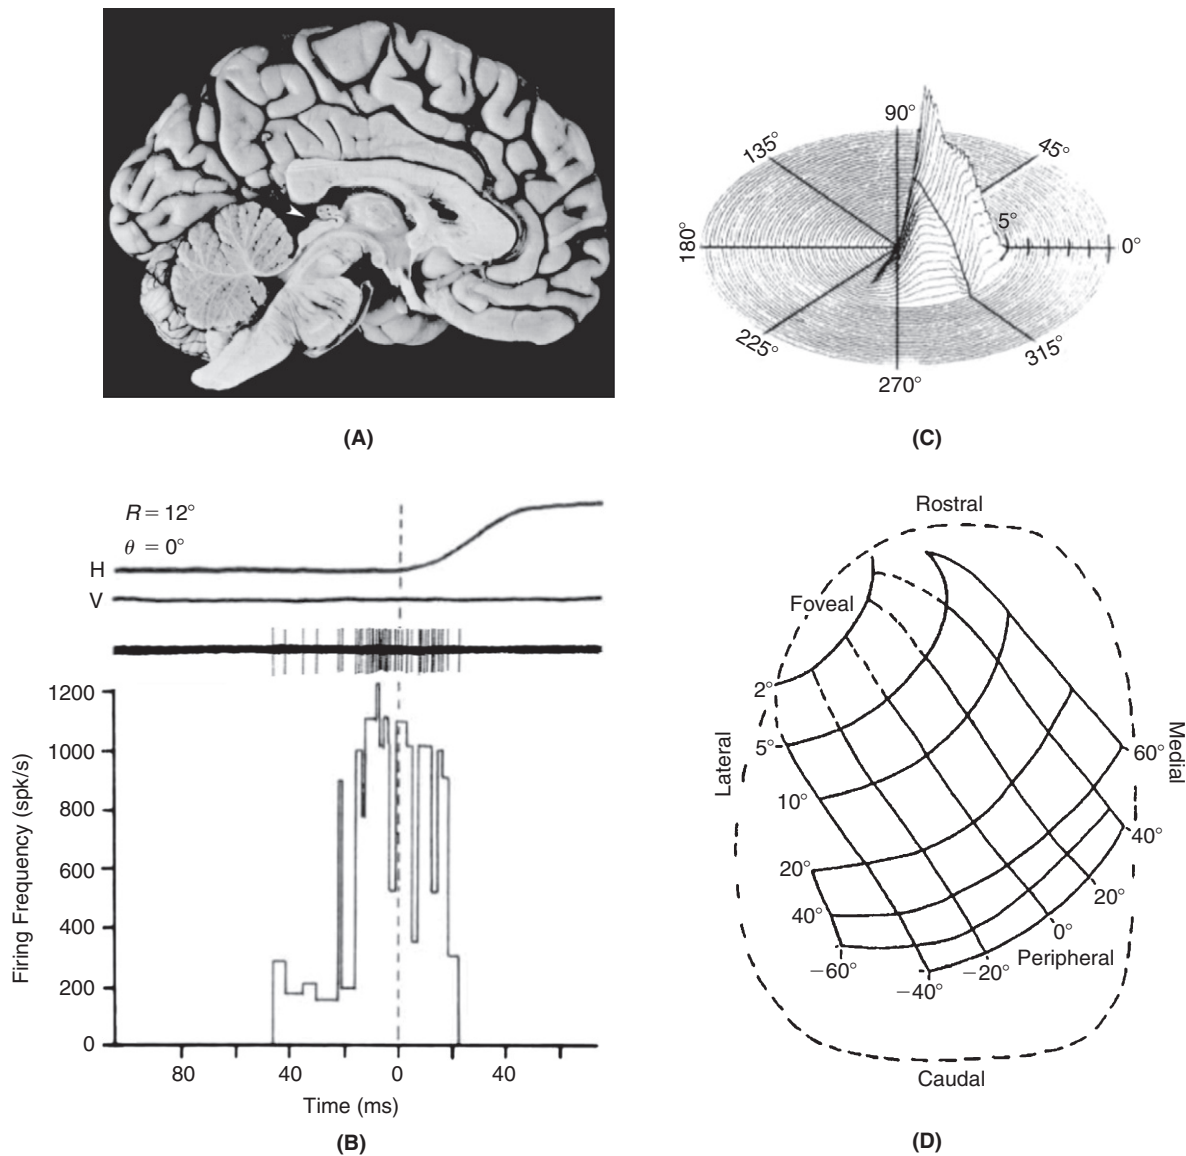 90°
135°
45°
5°
180°
0°
225°
315°
270°
(A)
(C)
R = 12°
θ = 0°
H
V
1200
1000
800
600
400
200
0
Firing Frequency (spk/s)
80
40
0
40
Time (ms)
(B)
Rostral
Foveal
2°
5°
10°
20°
40°
Lateral
Medial
60°
40°
20°
0°
Peripheral
−20°
−40°
−60°
Caudal
(D)